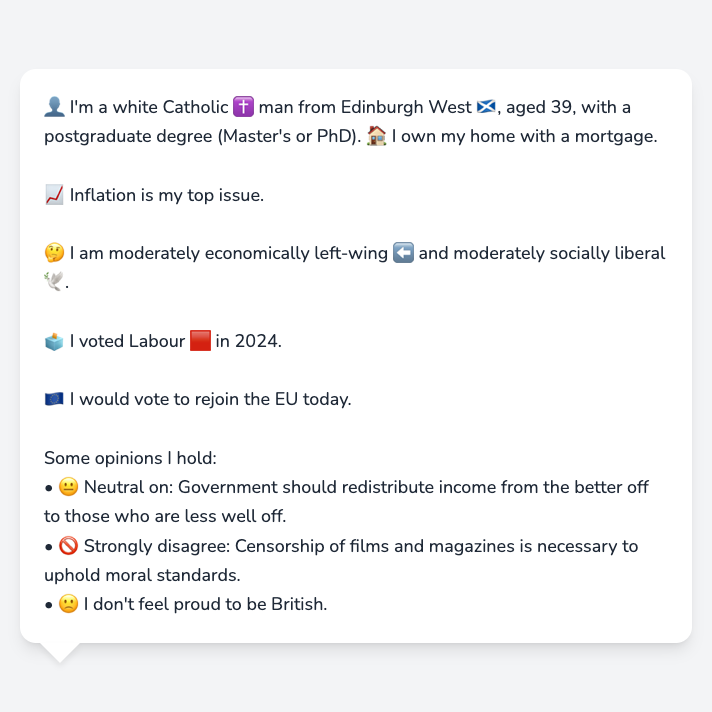 👤 I'm a white Catholic ✝️ man from Edinburgh West 🏴󠁧󠁢󠁳󠁣󠁴󠁿, aged 39, with a
postgraduate degree (Master's or PhD). 🏠 I own my home with a mortgage.
📈 Inflation is my top issue.
🤔 I am moderately economically left-wing ⬅️ and moderately socially liberal
🕊️.
🗳️ I voted Labour 🟥 in 2024.
🇪🇺 I would vote to rejoin the EU today.
Some opinions I hold:
• 😐 Neutral on: Government should redistribute income from the better off
to those who are less well off.
• 🚫 Strongly disagree: Censorship of films and magazines is necessary to
uphold moral standards.
• 🙁 I don't feel proud to be British.